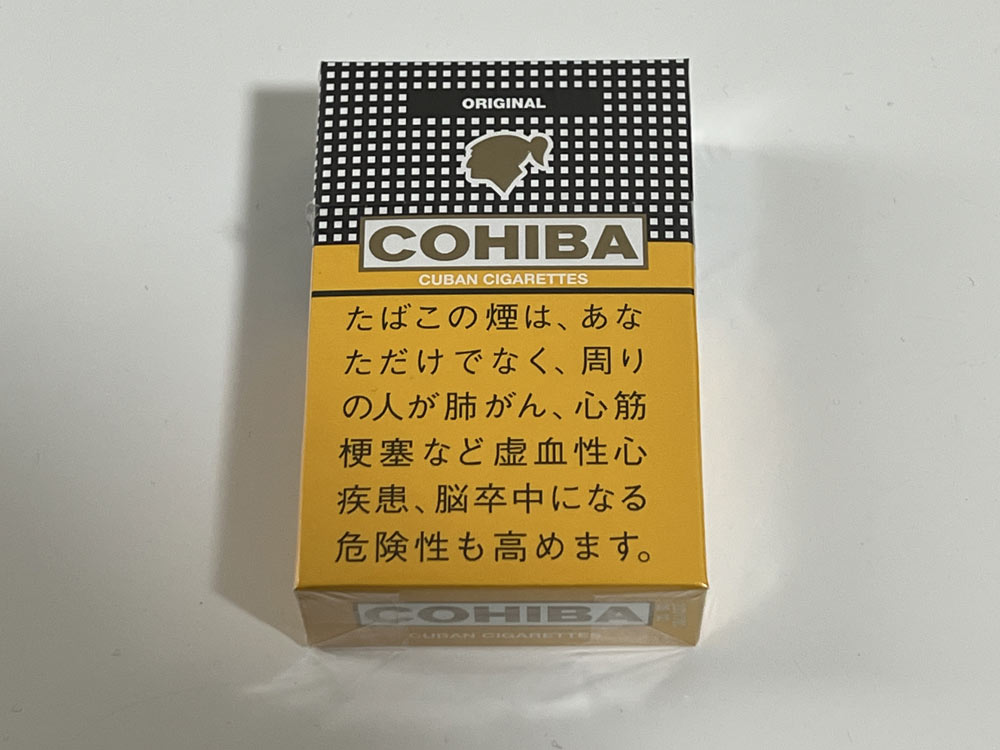 ORIGINAL
COHIBA
CUBAN CIGARETTES
たばこの煙は、あな
ただけでなく、周り
の人が肺がん、心筋
梗塞など虚血性心
疾患、脳卒中になる
危険性も高めます。
COHIBA
CUBAN CIGARETTES